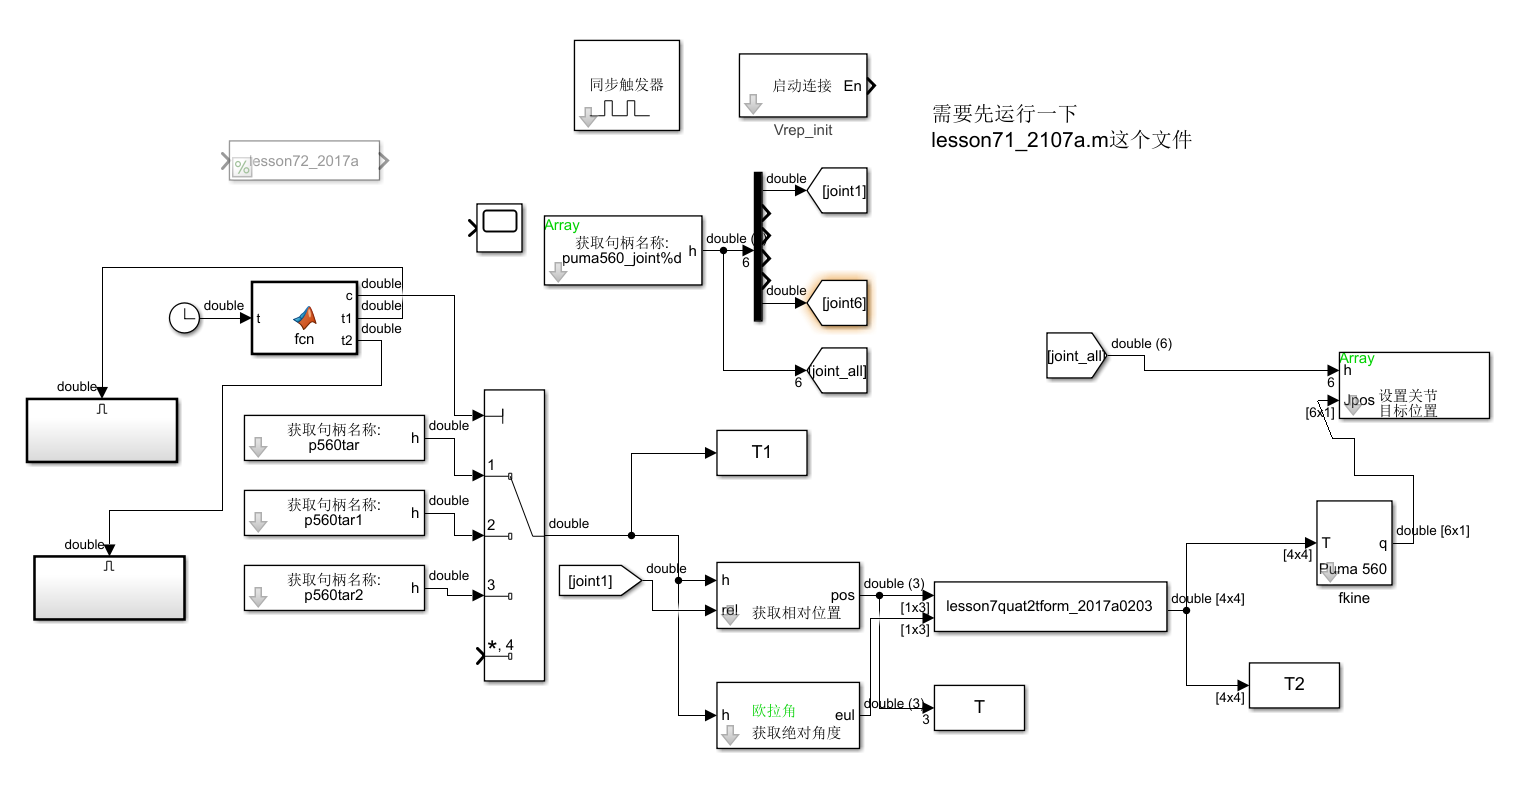 同步触发器
启动连接 En
Vrep_init
需要先运行一下
lesson71_2107a.m这个文件
lesson72_2017a
%
double
[joint1]
Array
获取句柄名称:
puma560_joint%d
h
double (
6
double
[joint6]
double
t
fcn
c
t1
t2
double
double
double
[joint_all]
6
[joint_all]
double (6)
Array
h
6
Jpos
设置关节
目标位置
[6x1]
double
获取句柄名称:
p560tar
h
double
获取句柄名称:
p560tar1
h
double
double
获取句柄名称:
p560tar2
h
double
1
2
3
*, 4
double
T1
[joint1]
double
h
rel
pos
获取相对位置
double (3)
[1x3]
[1x3]
lesson7quat2tform_2017a0203
double [4x4]
[4x4]
T
q
Puma 560
fkine
double [6x1]
[4x4]
T2
h
欧拉角
eul
获取绝对角度
double (3)
3
T